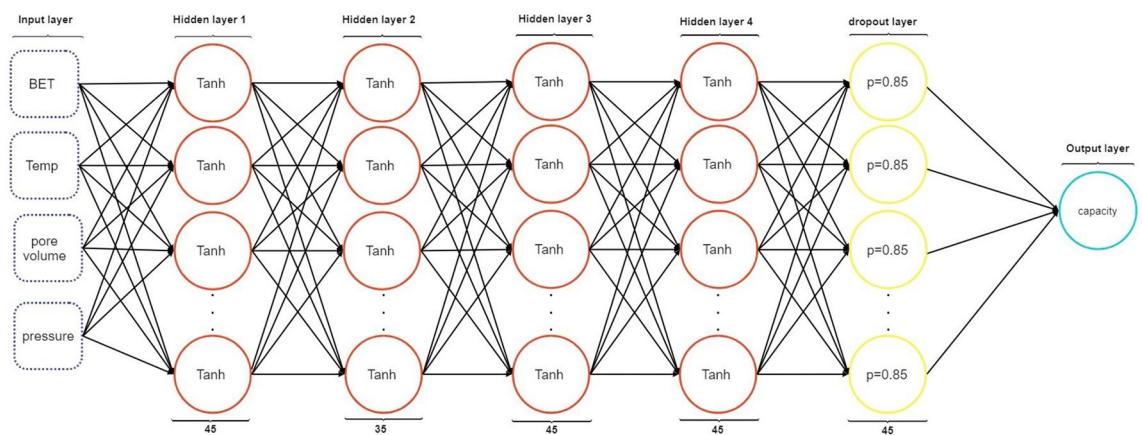 Input layer
Hidden layer 1
Hidden layer 2
Hidden layer 3
Hidden layer 4
dropout layer
BET
Tanh
Tanh
Tanh
Tanh
p=0.85
Temp
Tanh
Tanh
Tanh
Tanh
p=0.85
Output layer
capacity
pore
volume
Tanh
Tanh
Tanh
Tanh
p=0.85
pressure
Tanh
Tanh
Tanh
Tanh
p=0.85
45
35
45
45
45